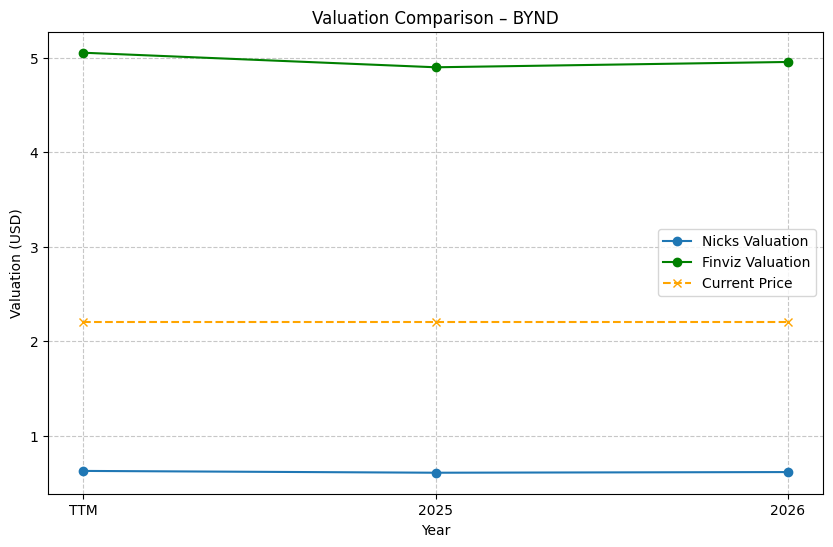 Valuation Comparison – BYND
Valuation (USD)
5
4
3
2
1
Nicks Valuation
Finviz Valuation
Current Price
TTM
2025
2026
Year